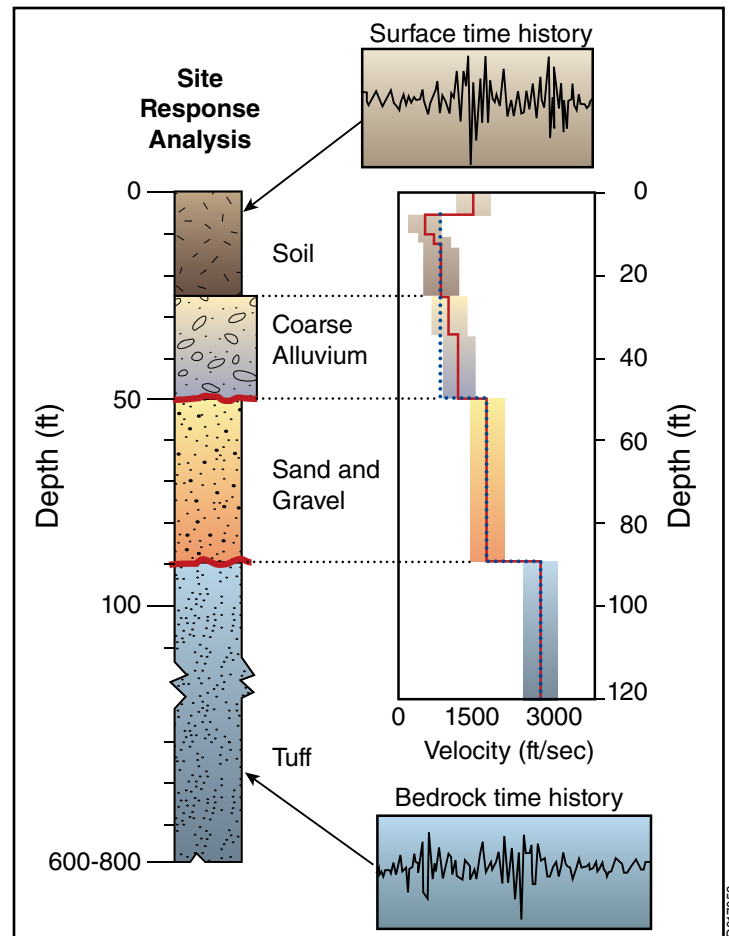 Surface time history
Site
Response
Analysis
0
50
100
600-800
Depth (ft)
Soil
Coarse
Alluvium
Sand and
Gravel
Tuff
0
20
40
60
80
100
120
Depth (ft)
0 1500 3000
Velocity (ft/sec)
Bedrock time history